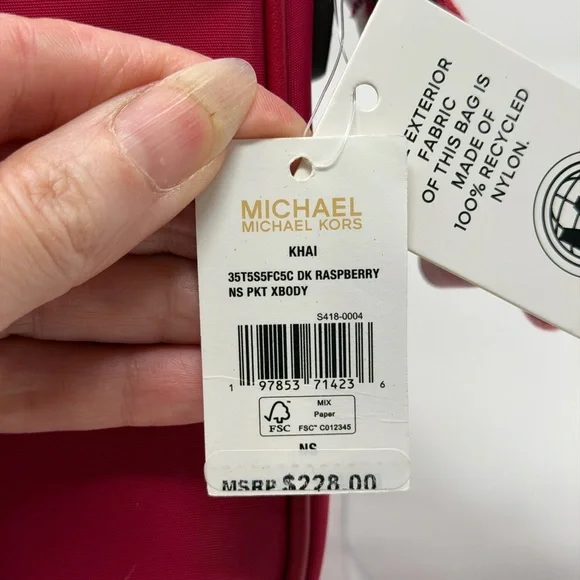 MICHAEL
MICHAEL KORS
KHAI
35T5S5FC5C DK RASPBERRY
NS PKT XBODY
S418-0004
1 97853 71423 6
FSC
MIX
Paper
FSC™ C012345
NS
MSRP $228.00
EXTERIOR
FABRIC
OF THIS BAG IS
MADE OF
100% RECYCLED
NYLON.